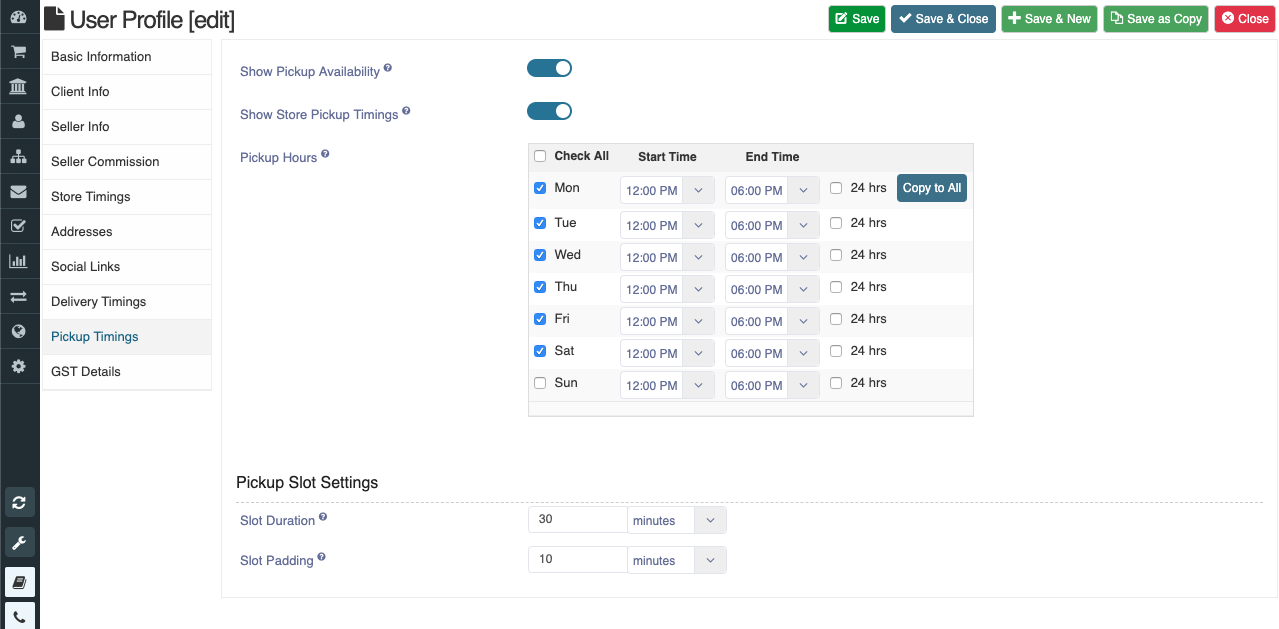 User Profile [edit]
Save
Save & Close
Save & New
Save as Copy
Close
Basic Information
Client Info
Seller Info
Seller Commission
Store Timings
Addresses
Social Links
Delivery Timings
Pickup Timings
GST Details
Show Pickup Availability ?
Show Store Pickup Timings ?
Pickup Hours ?
Check All Start Time End Time
Mon 12:00 PM 06:00 PM 24 hrs Copy to All
Tue 12:00 PM 06:00 PM 24 hrs
Wed 12:00 PM 06:00 PM 24 hrs
Thu 12:00 PM 06:00 PM 24 hrs
Fri 12:00 PM 06:00 PM 24 hrs
Sat 12:00 PM 06:00 PM 24 hrs
Sun 12:00 PM 06:00 PM 24 hrs
Pickup Slot Settings
Slot Duration ? 30 minutes
Slot Padding ? 10 minutes